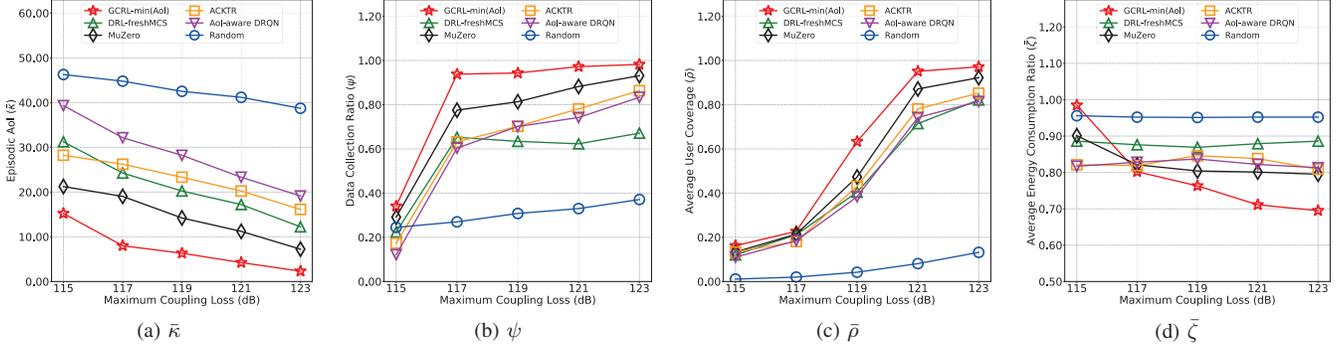 60.00
50.00
40.00
30.00
20.00
10.00
0.00
Episodic AoI (κ̄)
GCRL-min(AoI)
DRL-freshMCS
MuZero
ACKTR
AoI-aware DRQN
Random
115 117 119 121 123
Maximum Coupling Loss (dB)
(a) κ̄
1.20
1.00
0.80
0.60
0.40
0.20
0.00
Data Collection Ratio (ψ)
GCRL-min(AoI)
DRL-freshMCS
MuZero
ACKTR
AoI-aware DRQN
Random
115 117 119 121 123
Maximum Coupling Loss (dB)
(b) ψ
1.20
1.00
0.80
0.60
0.40
0.20
0.00
Average User Coverage (ρ̄)
GCRL-min(AoI)
DRL-freshMCS
MuZero
ACKTR
AoI-aware DRQN
Random
115 117 119 121 123
Maximum Coupling Loss (dB)
(c) ρ̄
1.20
1.10
1.00
0.90
0.80
0.70
0.60
0.50
Average Energy Consumption Ratio (ζ̄)
GCRL-min(AoI)
DRL-freshMCS
MuZero
ACKTR
AoI-aware DRQN
Random
115 117 119 121 123
Maximum Coupling Loss (dB)
(d) ζ̄